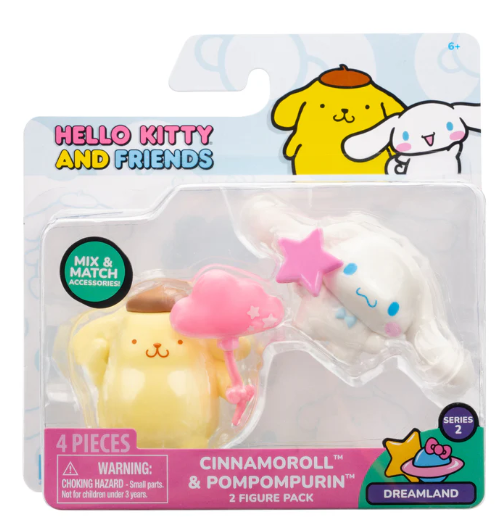 6+
HELLO KITTY
AND FRIENDS
MIX &
MATCH
ACCESSORIES!
SERIES
2
4 PIECES
WARNING:
CHOKING HAZARD - Small parts.
Not for children under 3 years.
CINNAMOROLL™
& POMPOMPURIN™
2 FIGURE PACK
DREAMLAND